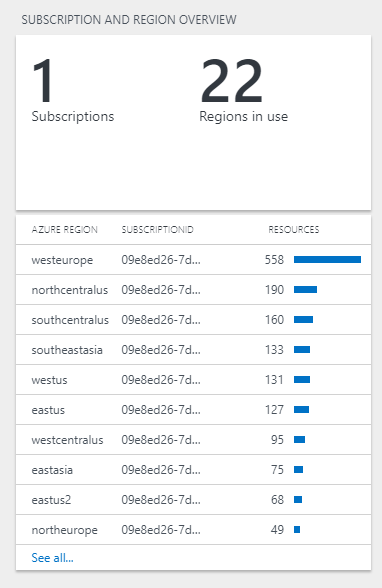 SUBSCRIPTION AND REGION OVERVIEW
1 22
Subscriptions Regions in use
AZURE REGION SUBSCRIPTIONID RESOURCES
westeurope 09e8ed26-7d... 558
northcentralus 09e8ed26-7d... 190
southcentralus 09e8ed26-7d... 160
southeastasia 09e8ed26-7d... 133
westus 09e8ed26-7d... 131
eastus 09e8ed26-7d... 127
westcentralus 09e8ed26-7d... 95
eastasia 09e8ed26-7d... 75
eastus2 09e8ed26-7d... 68
northeurope 09e8ed26-7d... 49
See all...